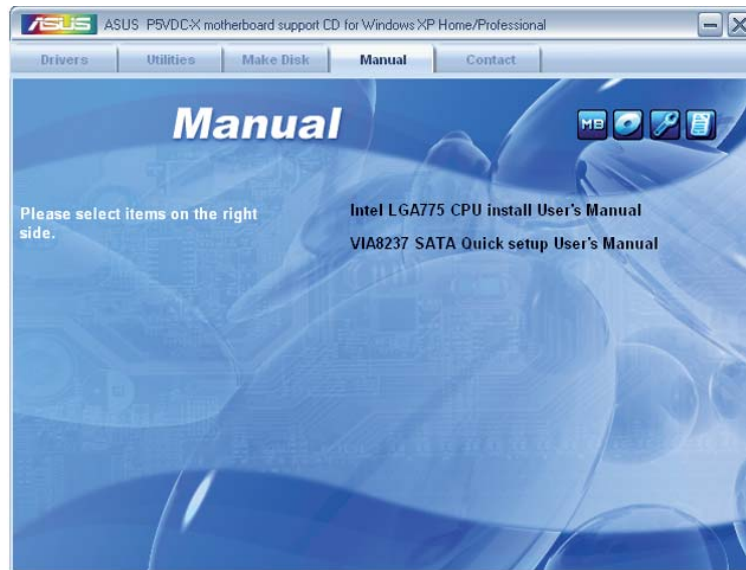 ASUS ASUS P5VDC-X motherboard support CD for Windows XP Home/Professional
Drivers Utilities Make Disk Manual Contact
Manual
MB
Please select items on the right
side.
Intel LGA775 CPU install User's Manual
VIA8237 SATA Quick setup User's Manual